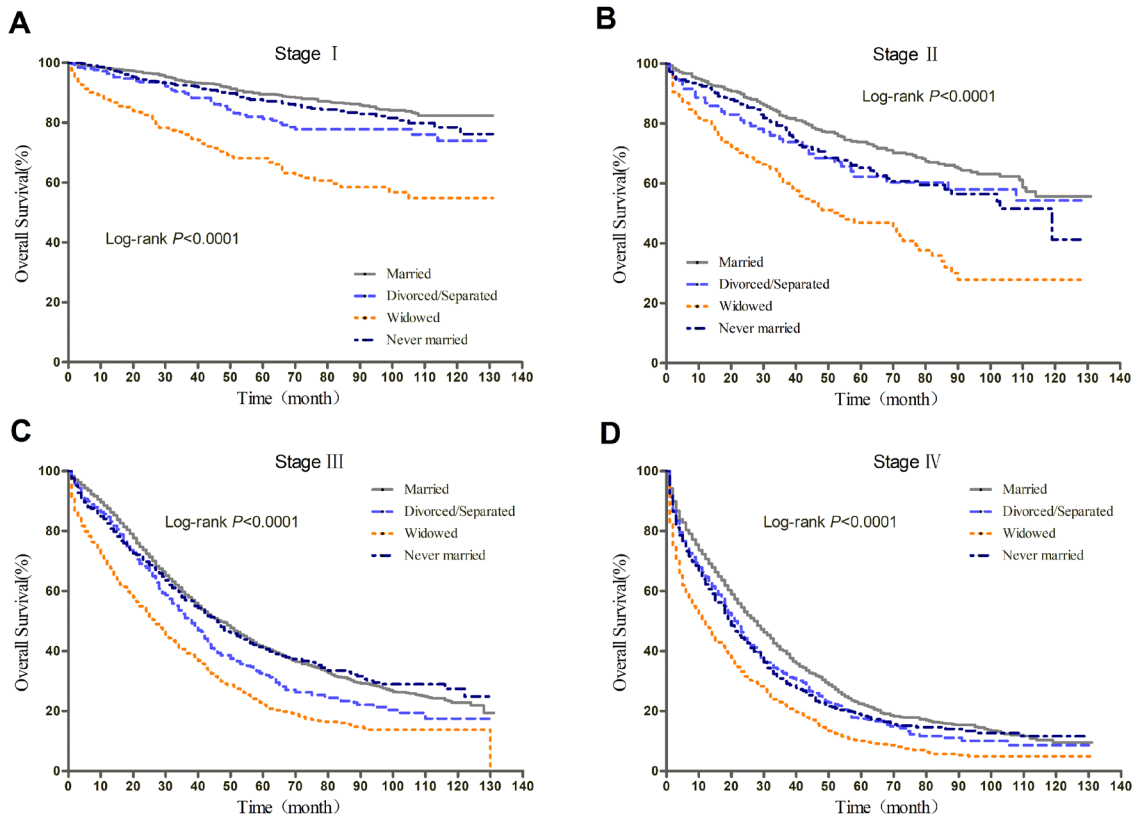 A
Stage Ⅰ
Overall Survival(%)
100
80
60
40
20
0
Log-rank P<0.0001
Married
Divorced/Separated
Widowed
Never married
0 10 20 30 40 50 60 70 80 90 100 110 120 130 140
Time（month）
B
Stage Ⅱ
Overall Survival(%)
100
80
60
40
20
0
Log-rank P<0.0001
Married
Divorced/Separated
Widowed
Never married
0 10 20 30 40 50 60 70 80 90 100 110 120 130 140
Time（month）
C
Stage Ⅲ
Overall Survival(%)
100
80
60
40
20
0
Log-rank P<0.0001
Married
Divorced/Separated
Widowed
Never married
0 10 20 30 40 50 60 70 80 90 100 110 120 130 140
Time（month）
D
Stage Ⅳ
Overall Survival(%)
100
80
60
40
20
0
Log-rank P<0.0001
Married
Divorced/Separated
Widowed
Never married
0 10 20 30 40 50 60 70 80 90 100 110 120 130 140
Time（month）